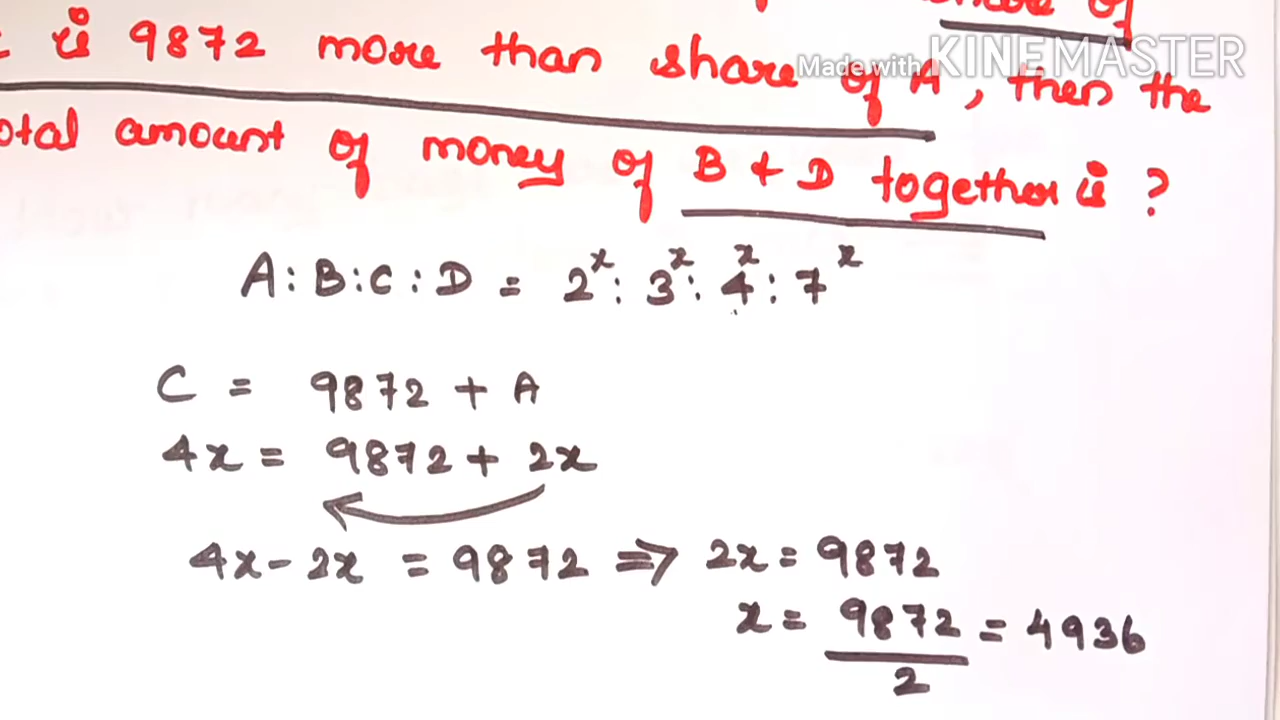 is 9872 more than share of A, then the
Made with KINEMASTER
total amount of money of B & D together is ?
A : B : C : D = 2x : 3x : 4x : 7x
C = 9872 + A
4x = 9872 + 2x
4x - 2x = 9872 ⇒ 2x = 9872
x = 9872/2 = 4936